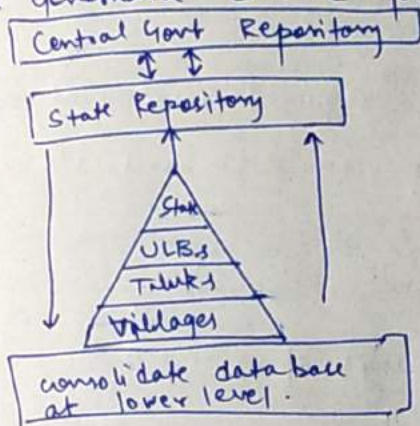 Central Govt Repository
State Repository
State
ULBs
Taluks
Villages
consolidate database
at lower level.